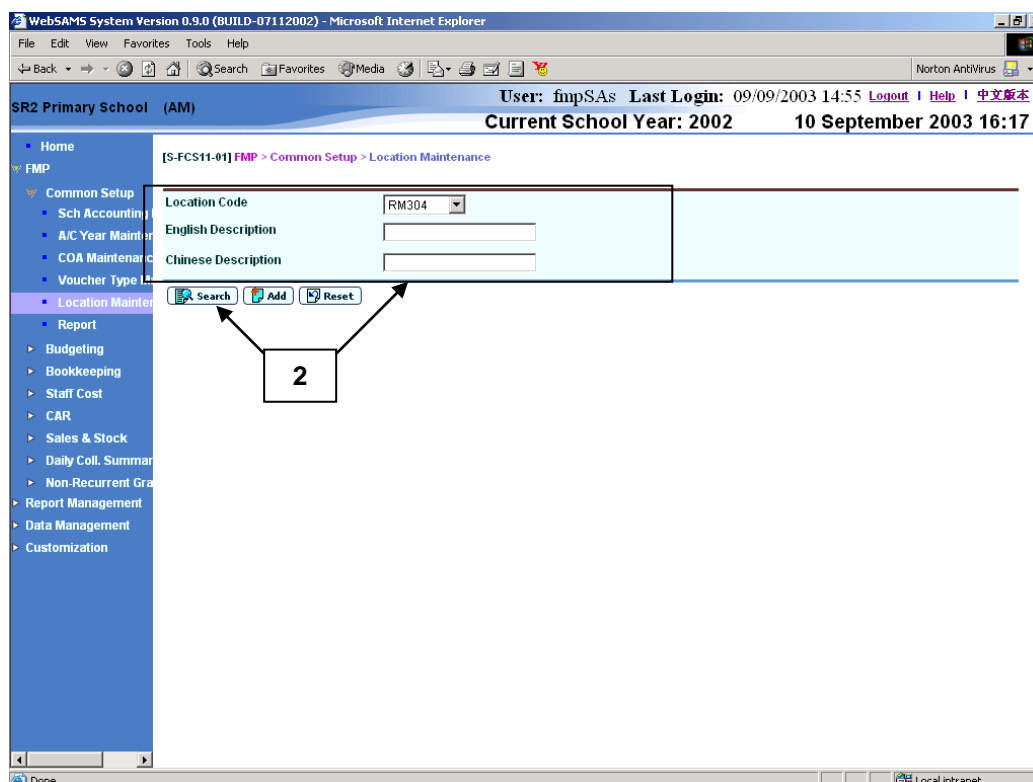 WebSAMS System Version 0.9.0 (BUILD-07112002) - Microsoft Internet Explorer
File Edit View Favorites Tools Help
Back Search Favorites Media Norton AntiVirus
SR2 Primary School (AM)
User: fmpSAs Last Login: 09/09/2003 14:55 Logout | Help | 中文版本
Current School Year: 2002 10 September 2003 16:17
Home
FMP
Common Setup
Sch Accounting
A/C Year Mainter
COA Maintenanc
Voucher Type
Location Mainter
Report
Budgeting
Bookkeeping
Staff Cost
CAR
Sales & Stock
Daily Coll. Summar
Non-Recurrent Gra
Report Management
Data Management
Customization
[S-FCS11-01] FMP > Common Setup > Location Maintenance
Location Code RM304
English Description
Chinese Description
Search Add Reset
2
Done Local intranet